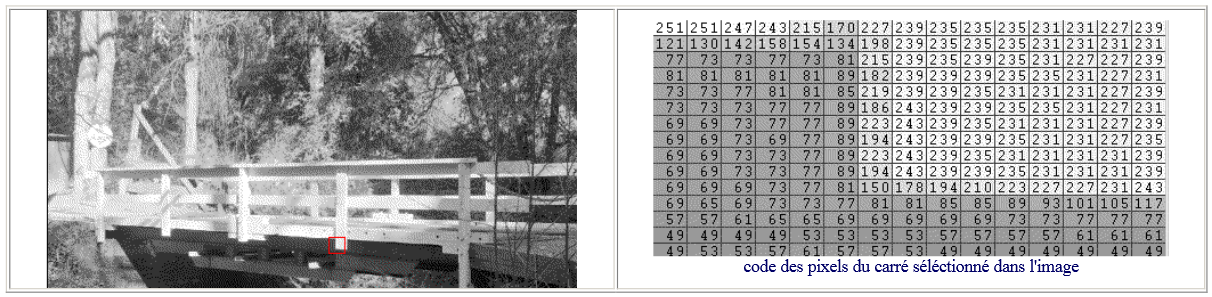 251 251 247 243 215 170 227 239 235 235 235 231 231 227 239
121 130 142 158 154 134 198 239 235 235 235 231 231 231 231
77 73 73 77 73 81 215 239 239 239 235 235 227 227 239
81 81 81 81 81 89 182 239 239 235 239 235 231 227 231
73 73 77 81 81 85 219 239 239 235 231 231 227 227 239
73 73 73 77 77 89 186 243 239 239 235 235 231 227 231
69 69 73 77 77 89 223 243 239 239 235 231 231 227 239
69 69 73 69 77 89 194 243 239 239 235 231 231 227 235
69 69 73 73 77 89 223 243 239 235 231 231 231 231 239
69 69 69 73 77 89 194 243 239 235 235 231 231 231 239
69 69 69 73 77 81 150 178 194 210 223 227 227 231 243
69 65 69 73 73 77 81 81 85 85 89 93 101 105 117
57 57 61 65 65 69 69 69 69 69 73 73 77 77 77
49 49 49 49 53 53 53 53 57 57 57 57 61 61 61
49 53 53 57 61 57 57 53 49 49 49 49 49 49 49
code des pixels du carré séléctionné dans l'image